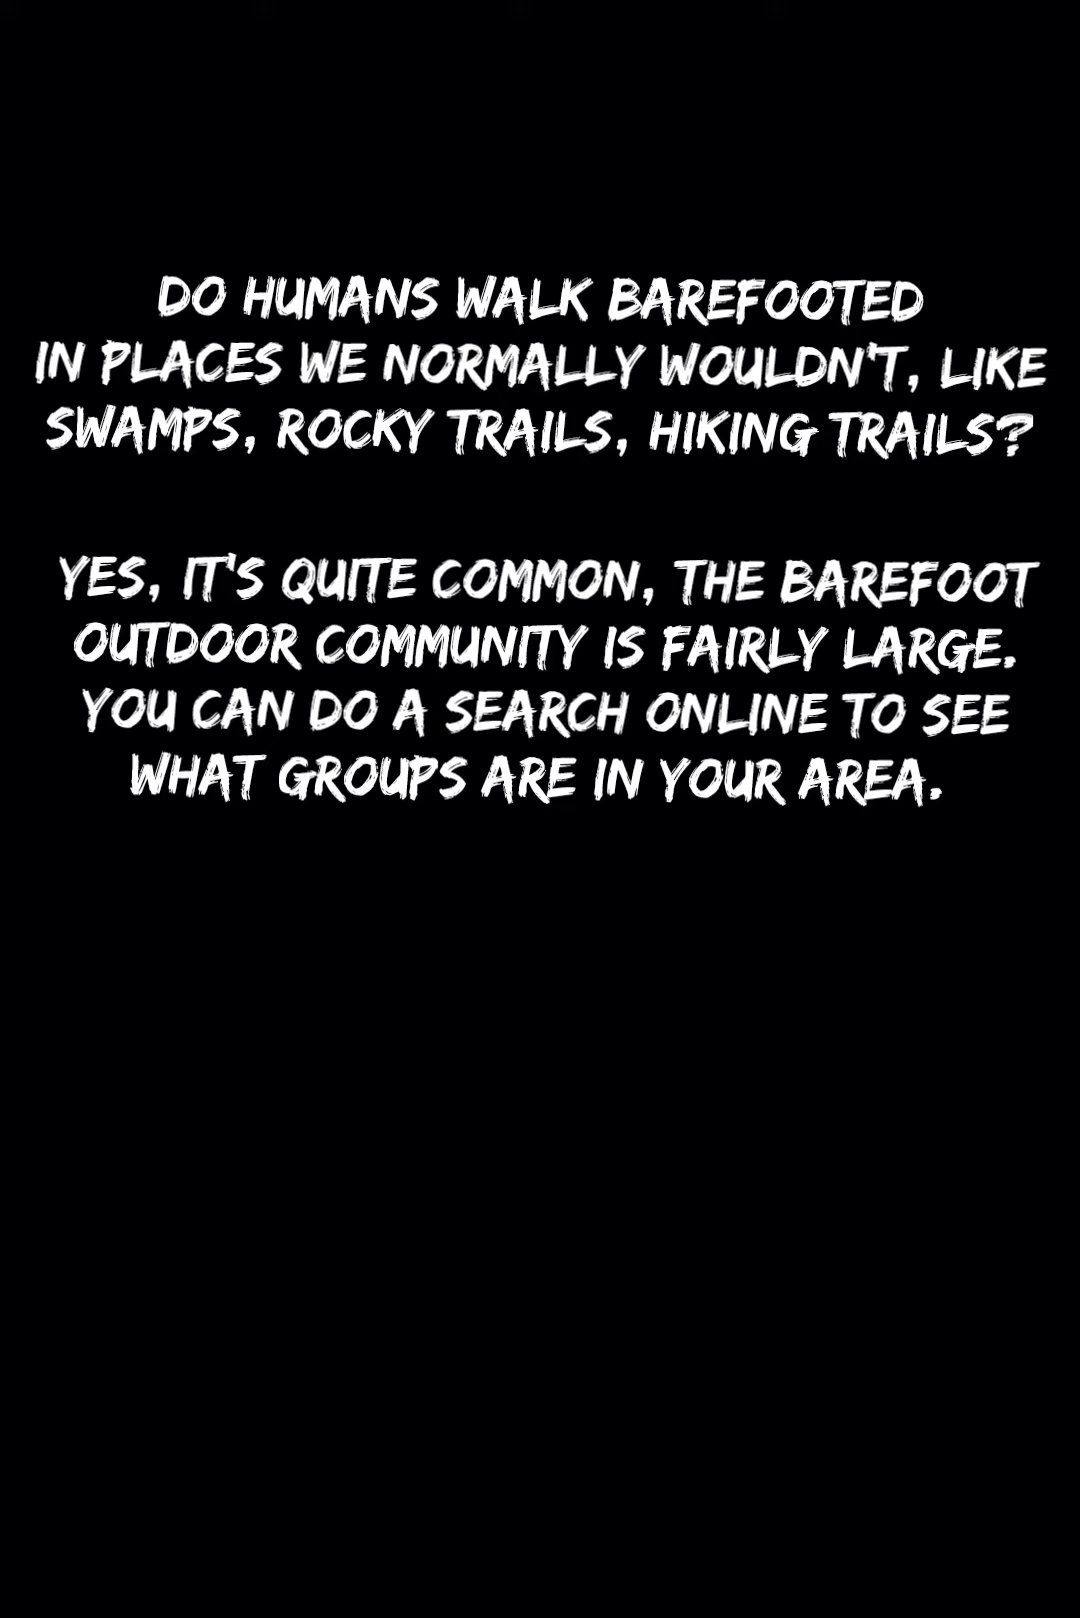 DO HUMANS WALK BAREFOOTED
IN PLACES WE NORMALLY WOULDN'T, LIKE
SWAMPS, ROCKY TRAILS, HIKING TRAILS?
YES, IT'S QUITE COMMON, THE BAREFOOT
OUTDOOR COMMUNITY IS FAIRLY LARGE.
YOU CAN DO A SEARCH ONLINE TO SEE
WHAT GROUPS ARE IN YOUR AREA.